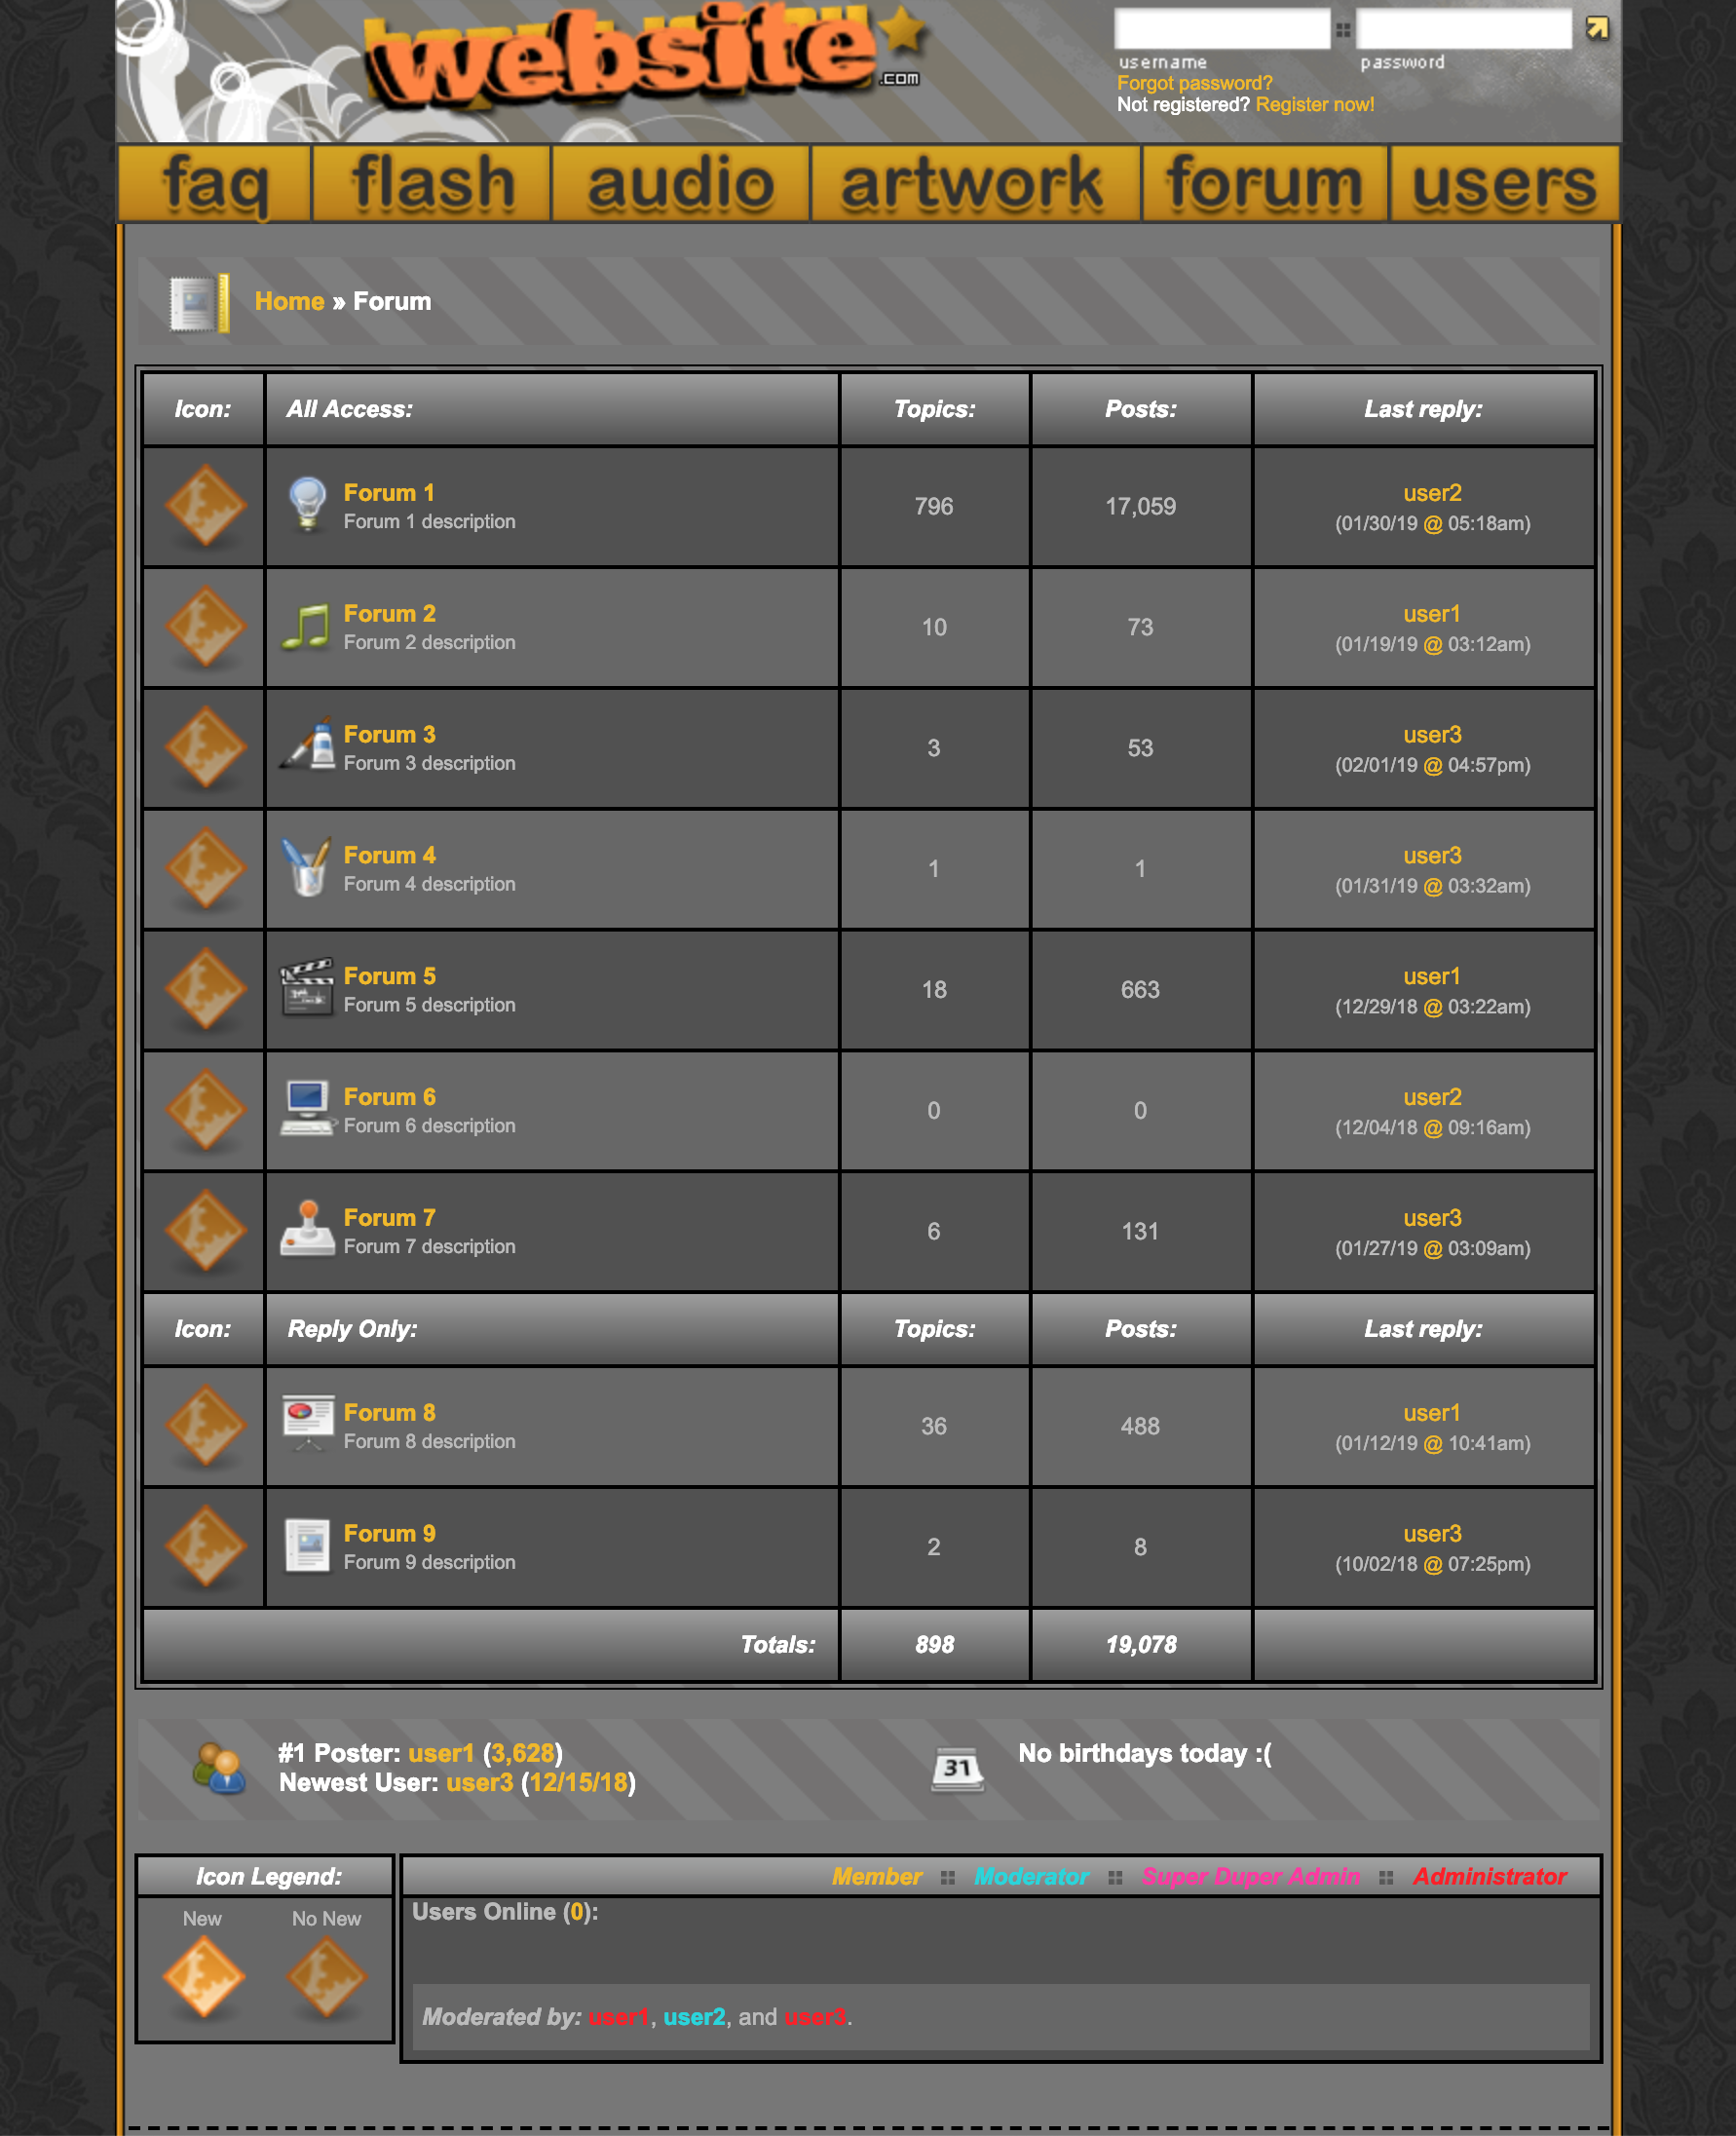 website
.com
username
password
Forgot password?
Not registered? Register now!
faq flash audio artwork forum users
Home » Forum
Icon: All Access: Topics: Posts: Last reply:
Forum 1
Forum 1 description
796
17,059
user2
(01/30/19 @ 05:18am)
Forum 2
Forum 2 description
10
73
user1
(01/19/19 @ 03:12am)
Forum 3
Forum 3 description
3
53
user3
(02/01/19 @ 04:57pm)
Forum 4
Forum 4 description
1
1
user3
(01/31/19 @ 03:32am)
Forum 5
Forum 5 description
18
663
user1
(12/29/18 @ 03:22am)
Forum 6
Forum 6 description
0
0
user2
(12/04/18 @ 09:16am)
Forum 7
Forum 7 description
6
131
user3
(01/27/19 @ 03:09am)
Icon: Reply Only: Topics: Posts: Last reply:
Forum 8
Forum 8 description
36
488
user1
(01/12/19 @ 10:41am)
Forum 9
Forum 9 description
2
8
user3
(10/02/18 @ 07:25pm)
Totals: 898 19,078
#1 Poster: user1 (3,628)
Newest User: user3 (12/15/18)
31
No birthdays today :(
Icon Legend:
New No New
Member :: Moderator :: Super Duper Admin :: Administrator
Users Online (0):
Moderated by: user1, user2, and user3.